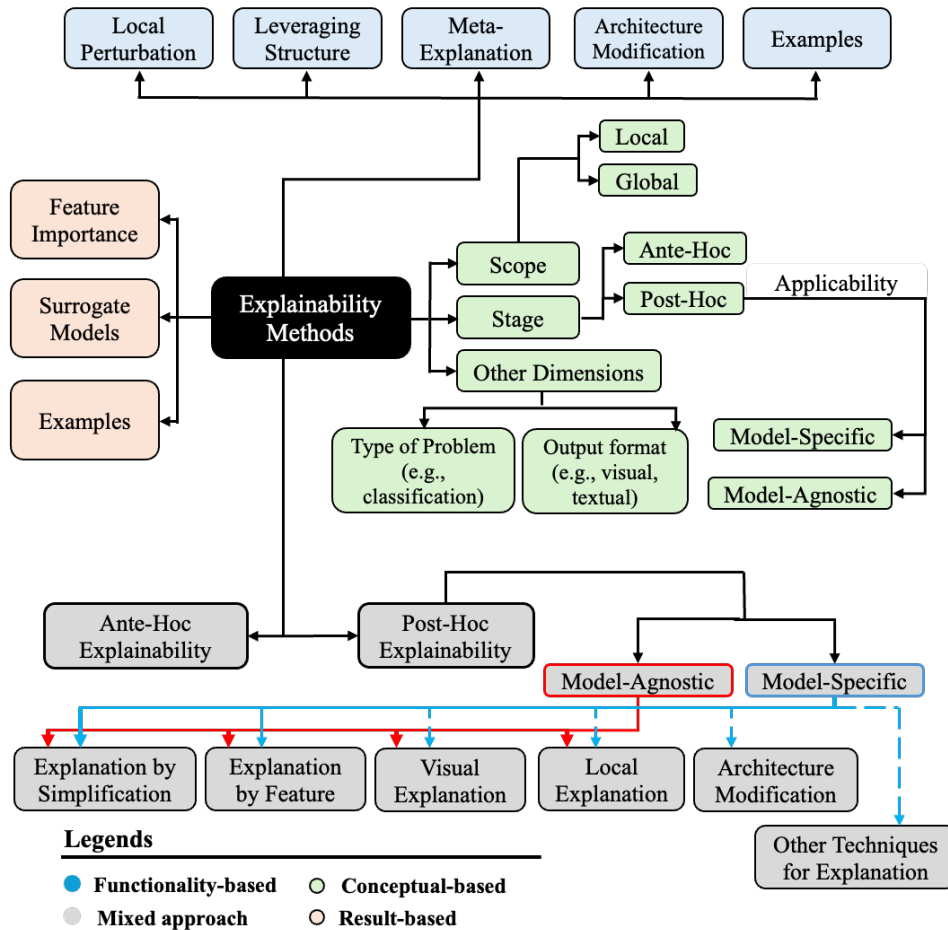 Local
Perturbation
Leveraging
Structure
Meta-
Explanation
Architecture
Modification
Examples
Local
Global
Feature
Importance
Surrogate
Models
Examples
Explainability
Methods
Scope
Stage
Other Dimensions
Ante-Hoc
Post-Hoc
Applicability
Type of Problem
(e.g.,
classification)
Output format
(e.g., visual,
textual)
Model-Specific
Model-Agnostic
Ante-Hoc
Explainability
Post-Hoc
Explainability
Model-Agnostic
Model-Specific
Explanation by
Simplification
Explanation
by Feature
Visual
Explanation
Local
Explanation
Architecture
Modification
Other Techniques
for Explanation
Legends
Functionality-based
Conceptual-based
Mixed approach
Result-based